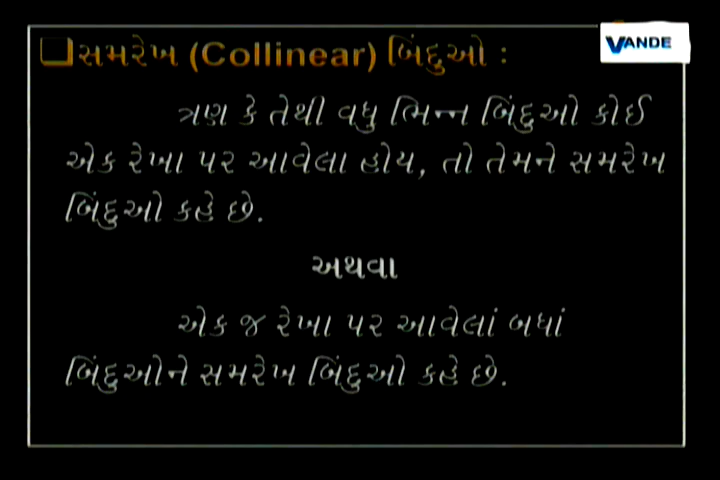 સમરેખ (Collinear) બિંદુઓ :
VANDE
ત્રણ કે તેથી વધુ ભિન્ન બિંદુઓ કોઈ
એક રેખા પર આવેલા હોય, તો તેમને સમરેખ
બિંદુઓ કહે છે.
અથવા
એક જ રેખા પર આવેલાં બધાં
બિંદુઓને સમરેખ બિંદુઓ કહે છે.